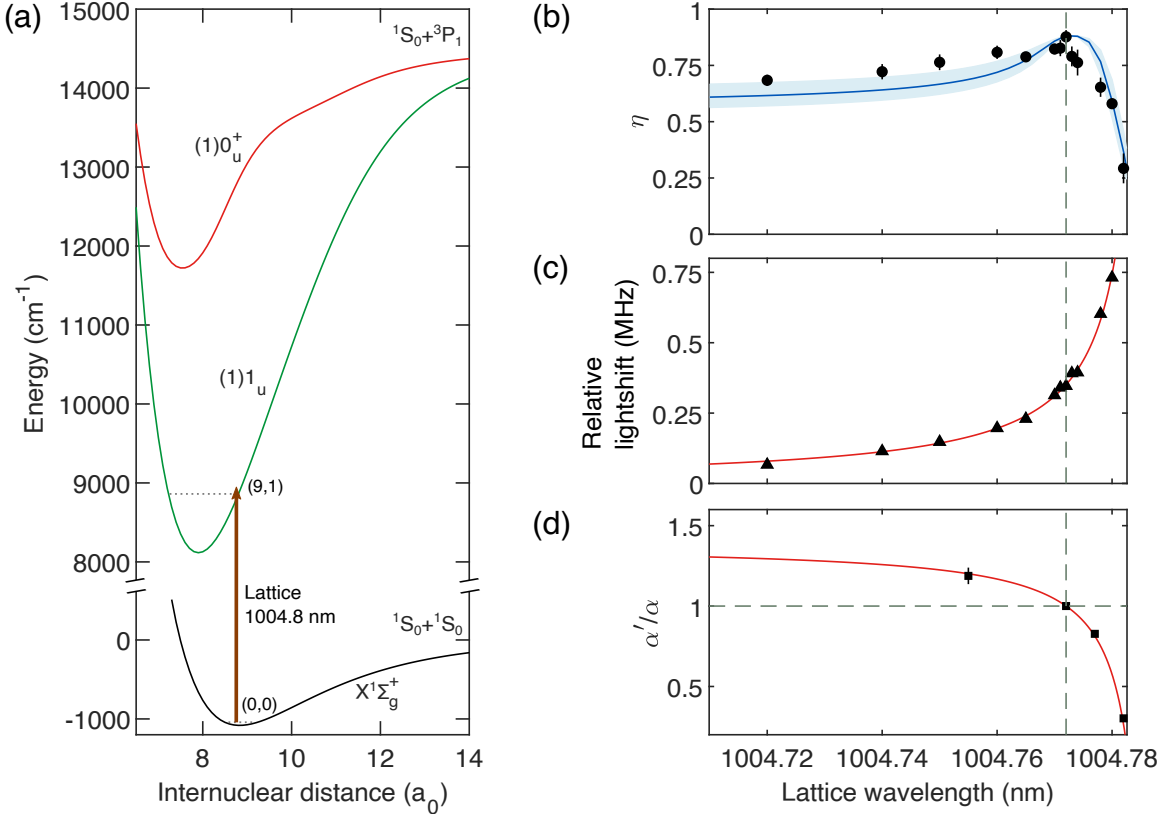 (a)
15000
14000
13000
12000
11000
10000
9000
8000
0
-1000
Energy (cm⁻¹)
¹S₀+³P₁
(1)0ᵤ⁺
(1)1ᵤ
(9,1)
Lattice
1004.8 nm
¹S₀+¹S₀
X¹Σg⁺
(0,0)
8
10
12
14
Internuclear distance (a₀)
(b)
1
0.75
0.5
0.25
0
η
(c)
1
0.75
0.5
0.25
0
Relative
lightshift (MHz)
(d)
1.5
1
0.5
α′/α
1004.72
1004.74
1004.76
1004.78
Lattice wavelength (nm)